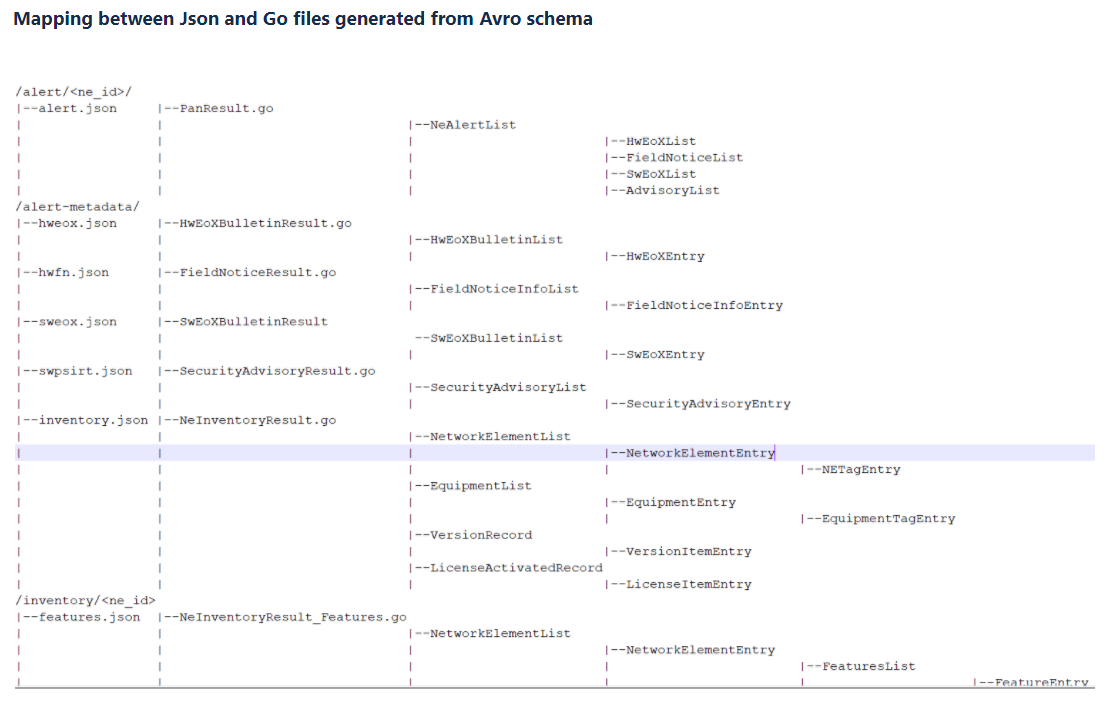 Mapping between Json and Go files generated from Avro schema
/alert/<ne_id>/
|--alert.json |--PanResult.go
| | |--NeAlertList
| | | |--HwEoXList
| | | |--FieldNoticeList
| | | |--SwEoXList
| | | |--AdvisoryList
/alert-metadata/
|--hweox.json |--HwEoXBulletinResult.go
| | |--HwEoXBulletinList
| | | |--HwEoXEntry
|--hwfn.json |--FieldNoticeResult.go
| | |--FieldNoticeInfoList
| | | |--FieldNoticeInfoEntry
|--sweox.json |--SwEoXBulletinResult
| | --SwEoXBulletinList
| | | |--SwEoXEntry
|--swpsirt.json |--SecurityAdvisoryResult.go
| | |--SecurityAdvisoryList
| | | |--SecurityAdvisoryEntry
|--inventory.json |--NeInventoryResult.go
| | |--NetworkElementList
| | | |--NetworkElementEntry
| | | | |--NETagEntry
| | |--EquipmentList
| | | |--EquipmentEntry
| | | | |--EquipmentTagEntry
| | |--VersionRecord
| | | |--VersionItemEntry
| | |--LicenseActivatedRecord
| | | |--LicenseItemEntry
/inventory/<ne_id>
|--features.json |--NeInventoryResult_Features.go
| | |--NetworkElementList
| | | |--NetworkElementEntry
| | | | |--FeaturesList
| | | | | |--FeatureEntry